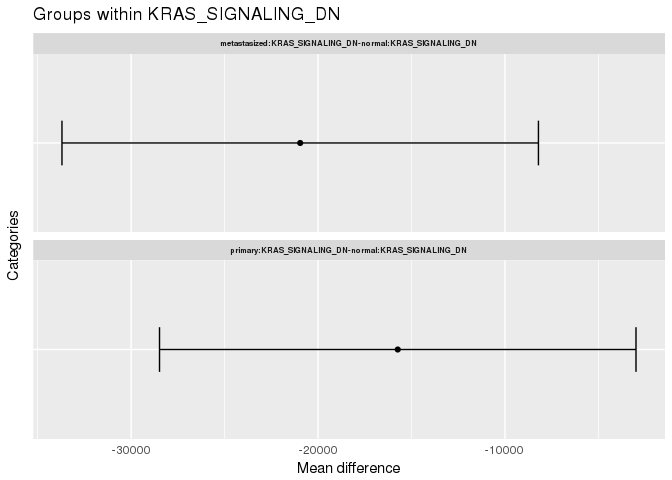 Groups within KRAS_SIGNALING_DN
metastasized:KRAS_SIGNALING_DN-normal:KRAS_SIGNALING_DN
primary:KRAS_SIGNALING_DN-normal:KRAS_SIGNALING_DN
Categories
-30000 -20000 -10000
Mean difference